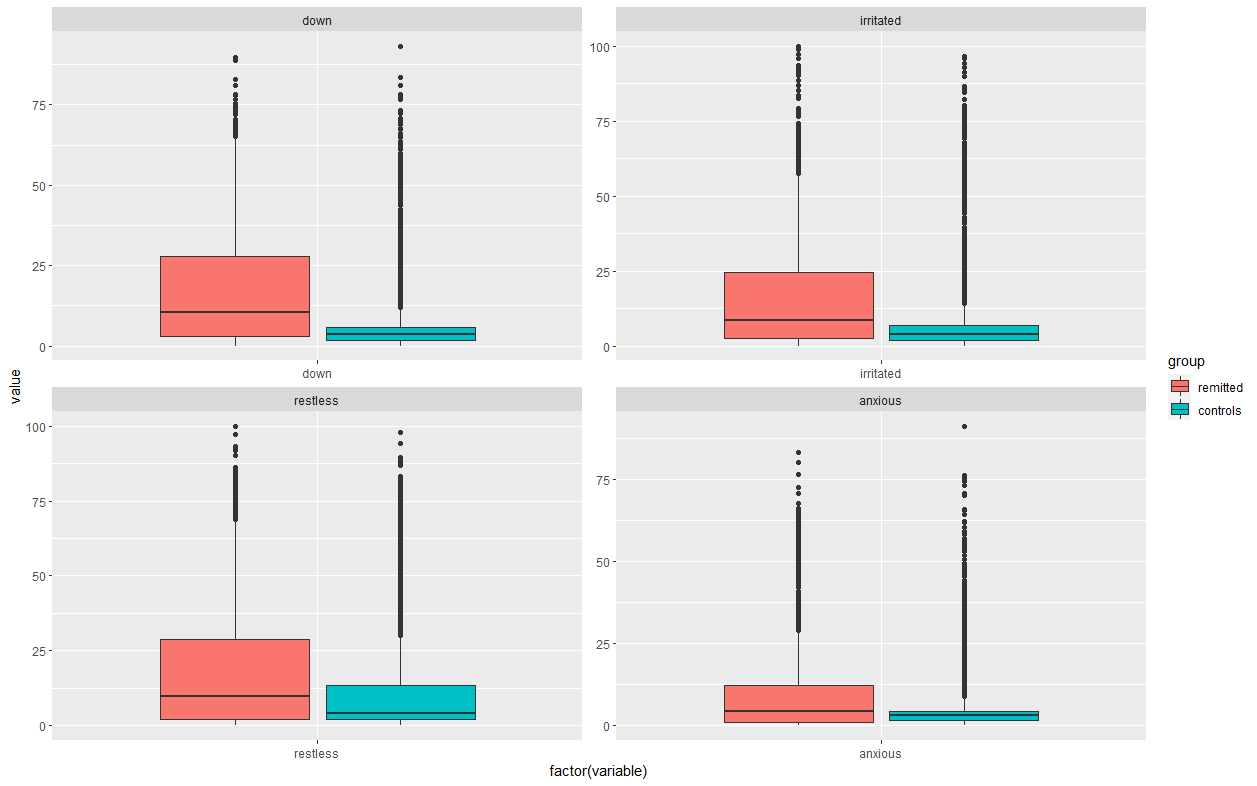 down
irritated
75
50
25
0
100
75
50
25
0
down
irritated
value
restless
anxious
100
75
50
25
0
75
50
25
0
restless
anxious
factor(variable)
group
remitted
controls